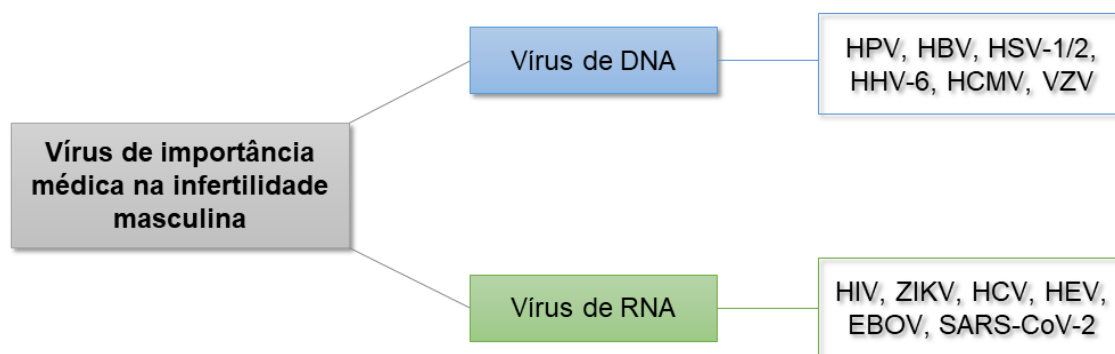 Vírus de importância
médica na infertilidade
masculina
Vírus de DNA
HPV, HBV, HSV-1/2,
HHV-6, HCMV, VZV
Vírus de RNA
HIV, ZIKV, HCV, HEV,
EBOV, SARS-CoV-2